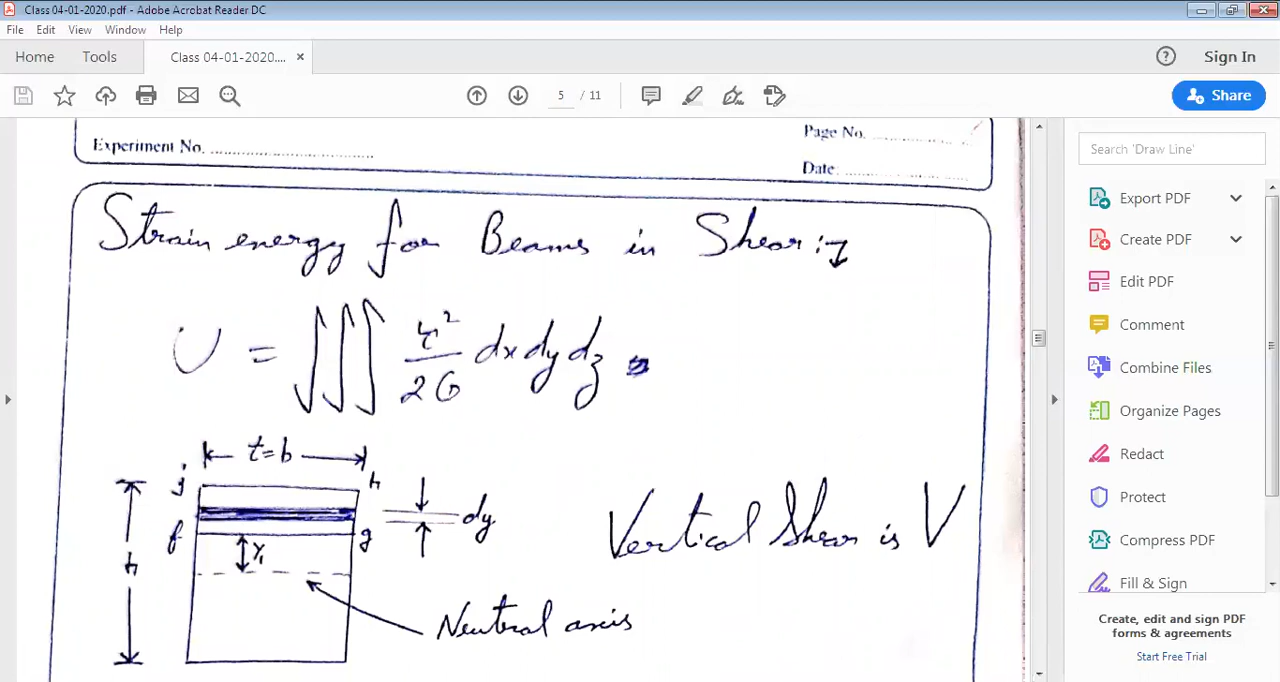 Class 04-01-2020.pdf - Adobe Acrobat Reader DC
File Edit View Window Help
Home Tools Class 04-01-2020.... × Sign In
5 / 11 Share
Experiment No. Page No.
Date
Search 'Draw Line'
Export PDF
Create PDF
Edit PDF
Comment
Combine Files
Organize Pages
Redact
Protect
Compress PDF
Fill & Sign
Create, edit and sign PDF
forms & agreements
Start Free Trial
Strain energy for Beams in Shear :↓
U = ∭ τ²/2G dx dy dz
t=b
j h
dy
f g
Y₁
h
Vertical Shear is V
Neutral axis